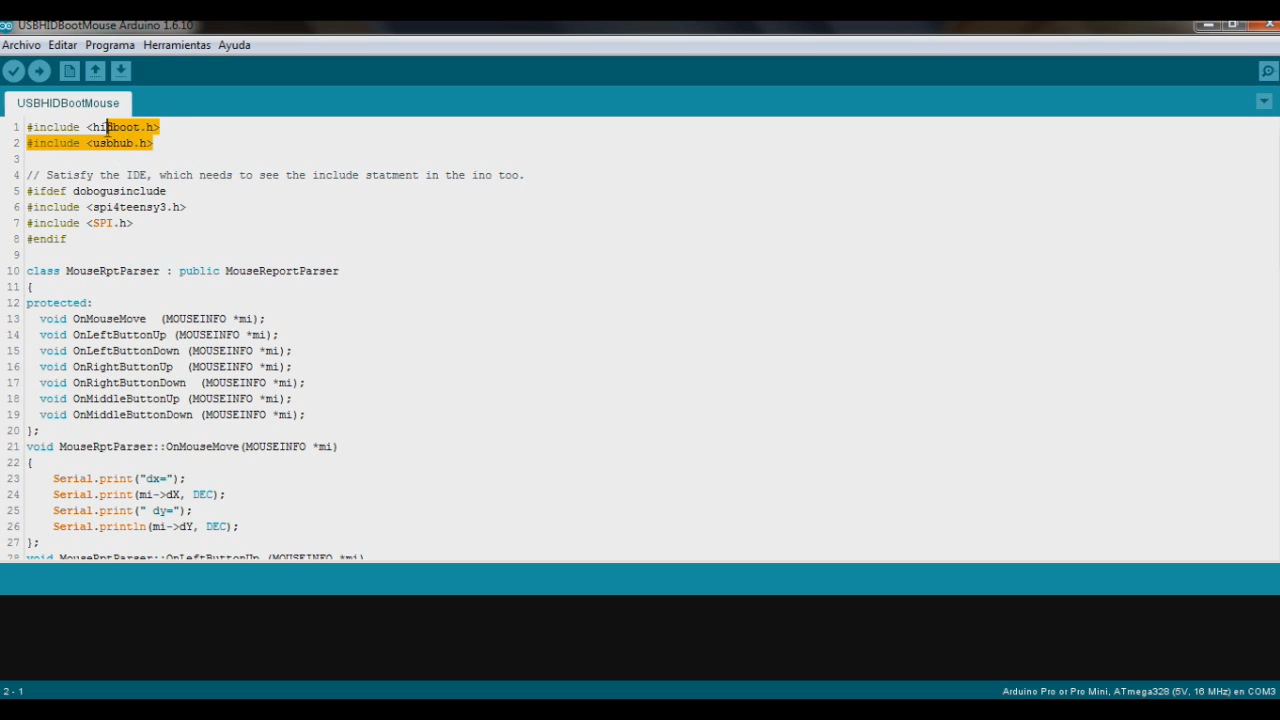 USBHIDBootMouse Arduino 1.6.10
Archivo Editar Programa Herramientas Ayuda
USBHIDBootMouse
1 #include <hidboot.h>
2 #include <usbhub.h>
3
4 // Satisfy the IDE, which needs to see the include statment in the ino too.
5 #ifdef dobogusinclude
6 #include <spi4teensy3.h>
7 #include <SPI.h>
8 #endif
9
10 class MouseRptParser : public MouseReportParser
11 {
12 protected:
13 void OnMouseMove (MOUSEINFO *mi);
14 void OnLeftButtonUp (MOUSEINFO *mi);
15 void OnLeftButtonDown (MOUSEINFO *mi);
16 void OnRightButtonUp (MOUSEINFO *mi);
17 void OnRightButtonDown (MOUSEINFO *mi);
18 void OnMiddleButtonUp (MOUSEINFO *mi);
19 void OnMiddleButtonDown (MOUSEINFO *mi);
20 };
21 void MouseRptParser::OnMouseMove(MOUSEINFO *mi)
22 {
23 Serial.print("dx=");
24 Serial.print(mi->dX, DEC);
25 Serial.print(" dy=");
26 Serial.println(mi->dY, DEC);
27 };
28 void MouseRptParser::OnLeftButtonUp (MOUSEINFO *mi)
2 - 1
Arduino Pro or Pro Mini, ATmega328 (5V, 16 MHz) en COM3